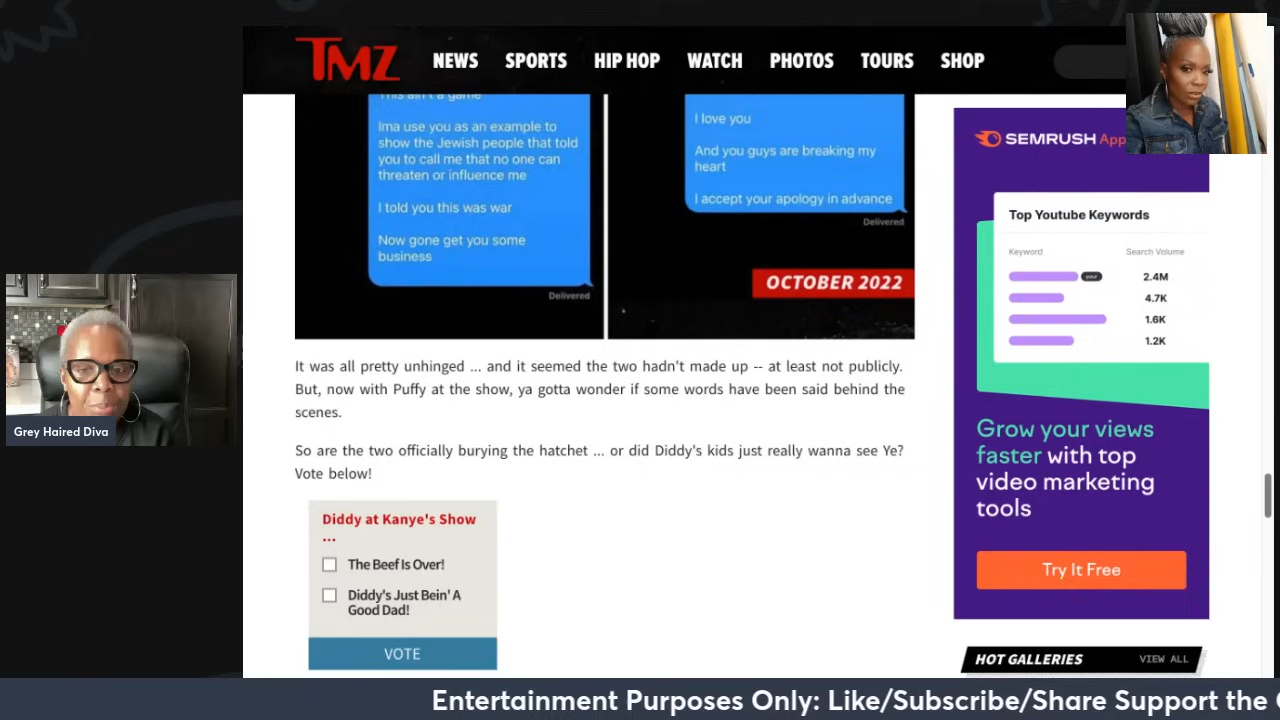 TMZ
NEWS SPORTS HIP HOP WATCH PHOTOS TOURS SHOP
This ain't a game
Ima use you as an example to
show the Jewish people that told
you to call me that no one can
threaten or influence me
I told you this was war
Now gone get you some
business
Delivered
I love you
And you guys are breaking my
heart
I accept your apology in advance
Delivered
OCTOBER 2022
It was all pretty unhinged ... and it seemed the two hadn't made up -- at least not publicly.
But, now with Puffy at the show, ya gotta wonder if some words have been said behind the
scenes.
So are the two officially burying the hatchet ... or did Diddy's kids just really wanna see Ye?
Vote below!
Diddy at Kanye's Show
...
The Beef Is Over!
Diddy's Just Bein' A
Good Dad!
VOTE
SEMRUSH App
Top Youtube Keywords
Keyword Search Volume
your 2.4M
4.7K
1.6K
1.2K
Grow your views
faster with top
video marketing
tools
Try It Free
HOT GALLERIES VIEW ALL
Grey Haired Diva
Entertainment Purposes Only: Like/Subscribe/Share Support the